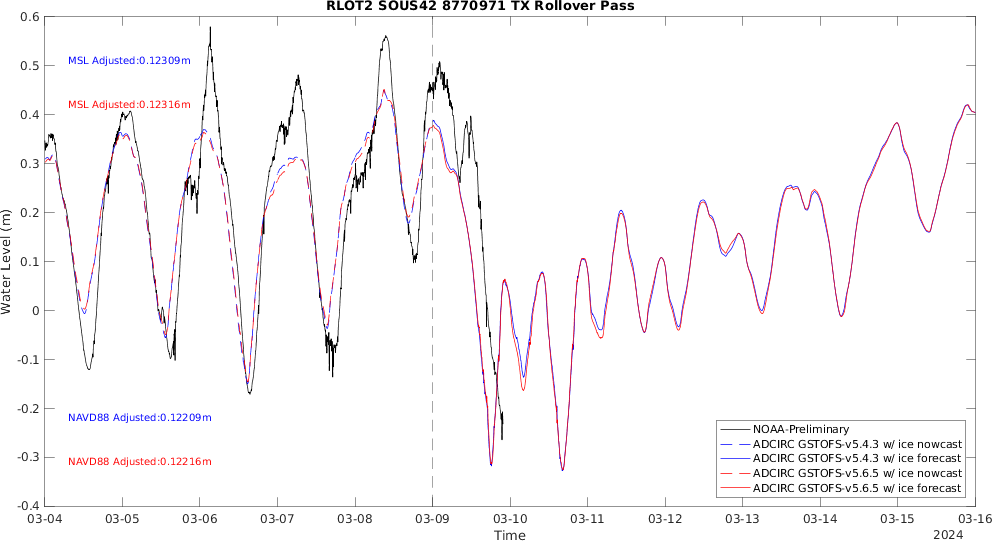 RLOT2 SOUS42 8770971 TX Rollover Pass
0.6
0.5
0.4
0.3
0.2
0.1
0
-0.1
-0.2
-0.3
-0.4
Water Level (m)
MSL Adjusted:0.12309m
MSL Adjusted:0.12316m
NAVD88 Adjusted:0.12209m
NAVD88 Adjusted:0.12216m
NOAA-Preliminary
ADCIRC GSTOFS-v5.4.3 w/ ice nowcast
ADCIRC GSTOFS-v5.4.3 w/ ice forecast
ADCIRC GSTOFS-v5.6.5 w/ ice nowcast
ADCIRC GSTOFS-v5.6.5 w/ ice forecast
03-04 03-05 03-06 03-07 03-08 03-09 03-10 03-11 03-12 03-13 03-14 03-15 03-16
Time
2024